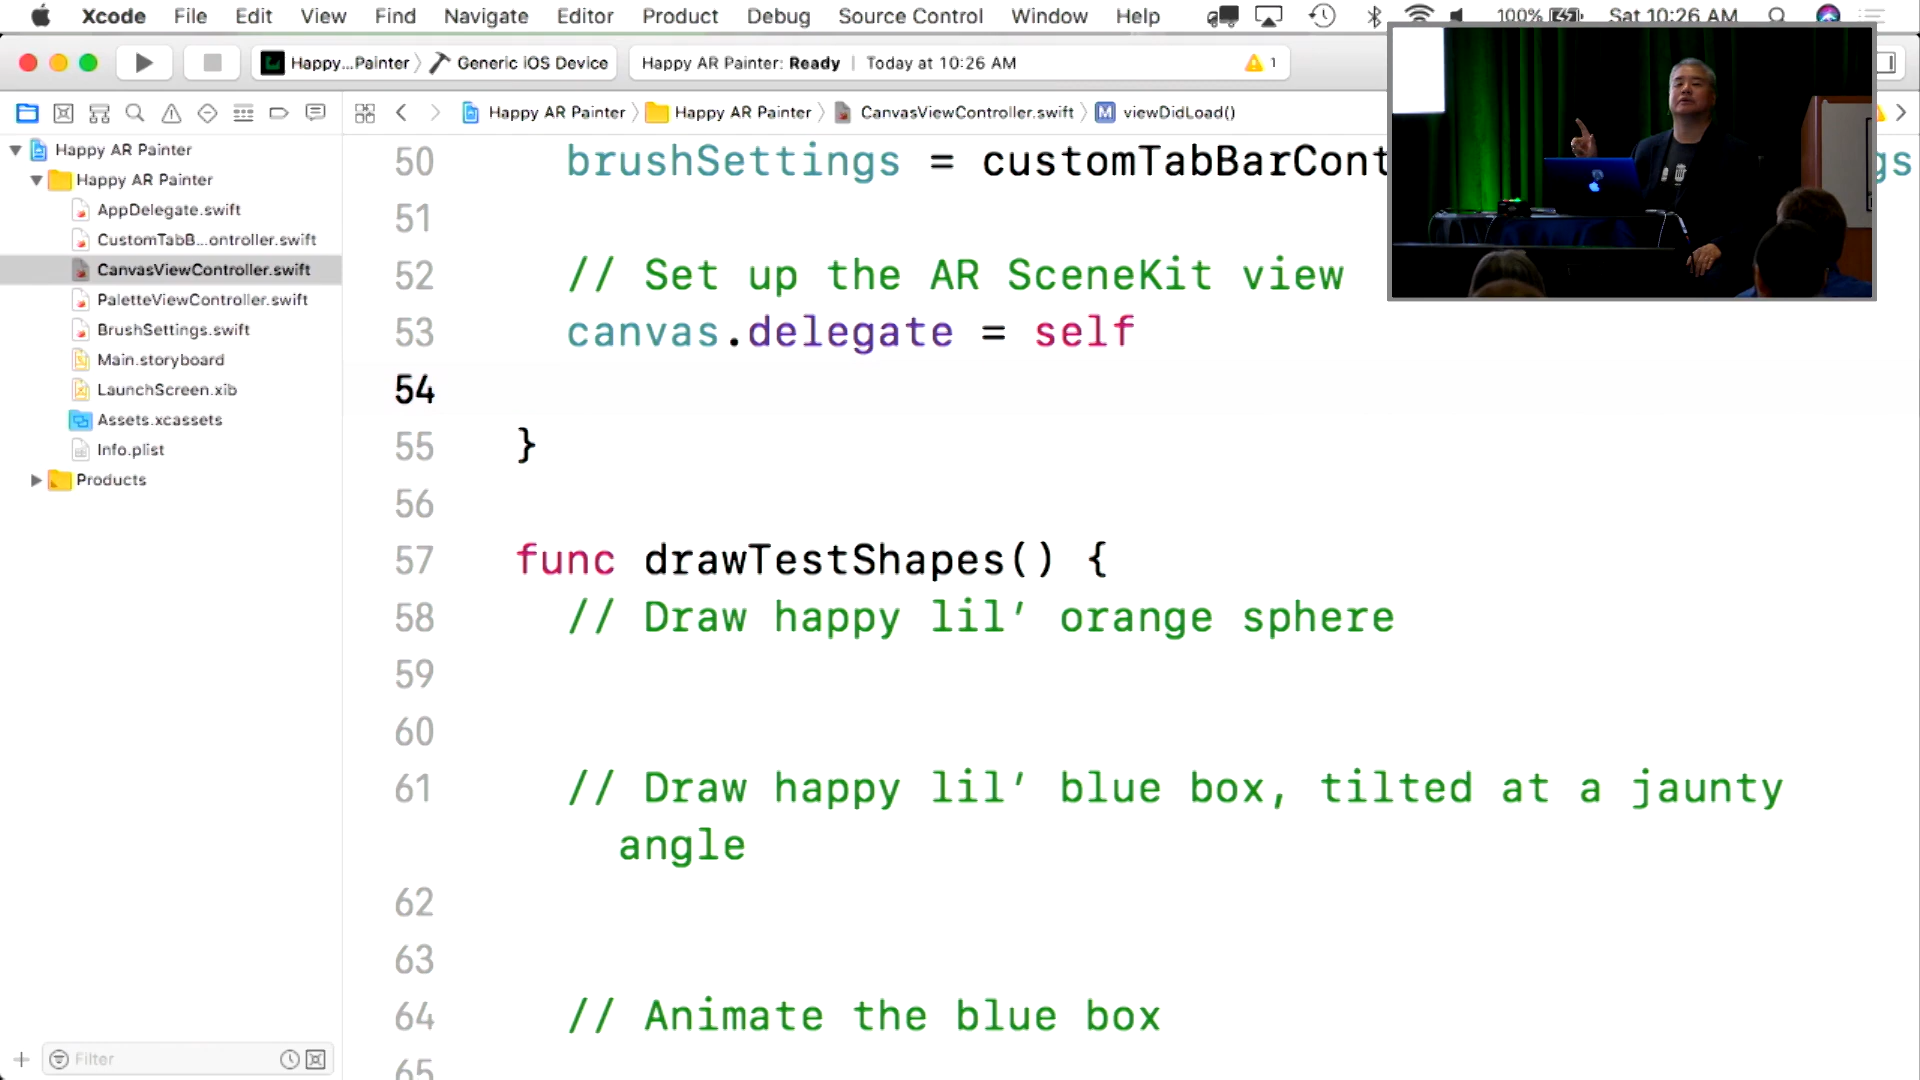 Xcode File Edit View Find Navigate Editor Product Debug Source Control Window Help 100% Sat 10:26 AM
Happy...Painter Generic iOS Device Happy AR Painter: Ready | Today at 10:26 AM 1
Happy AR Painter Happy AR Painter CanvasViewController.swift M viewDidLoad()
Happy AR Painter
Happy AR Painter
AppDelegate.swift
CustomTabB...ontroller.swift
CanvasViewController.swift
PaletteViewController.swift
BrushSettings.swift
Main.storyboard
LaunchScreen.xib
Assets.xcassets
Info.plist
Products
Filter
50 brushSettings = customTabBarCont gs
51
52 // Set up the AR SceneKit view
53 canvas.delegate = self
54
55 }
56
57 func drawTestShapes() {
58 // Draw happy lil’ orange sphere
59
60
61 // Draw happy lil’ blue box, tilted at a jaunty
angle
62
63
64 // Animate the blue box
65